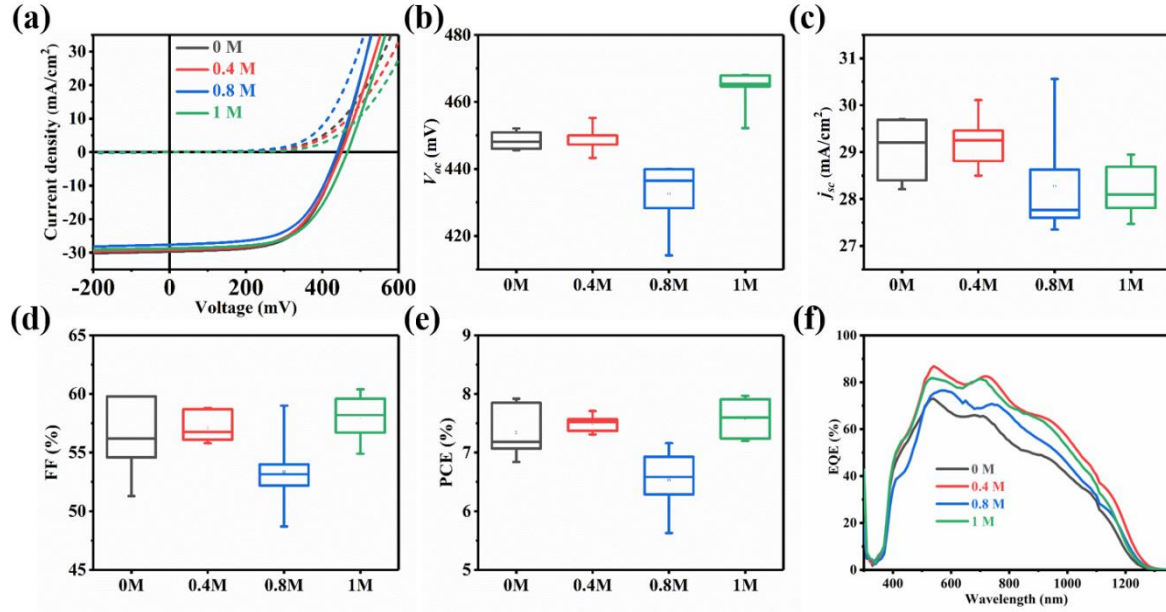 (a)
Current density (mA/cm²)
30
20
10
0
-10
-20
-30
0 M
0.4 M
0.8 M
1 M
-200 0 200 400 600
Voltage (mV)
(b)
Voc (mV)
480
460
440
420
0M 0.4M 0.8M 1M
(c)
jsc (mA/cm²)
31
30
29
28
27
0M 0.4M 0.8M 1M
(d)
FF (%)
65
60
55
50
45
0M 0.4M 0.8M 1M
(e)
PCE (%)
9
8
7
6
5
0M 0.4M 0.8M 1M
(f)
EQE (%)
100
80
60
40
20
0
0 M
0.4 M
0.8 M
1 M
400 600 800 1000 1200
Wavelength (nm)